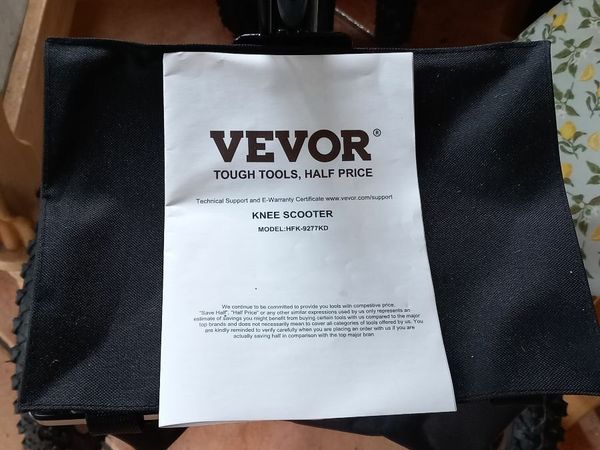 VEVOR®
TOUGH TOOLS, HALF PRICE
Technical Support and E-Warranty Certificate www.vevor.com/support
KNEE SCOOTER
MODEL:HFK-9277KD
We continue to be committed to provide you tools with competitive price.
"Save Half", "Half Price" or any other similar expressions used by us only represents an
estimate of savings you might benefit from buying certain tools with us compared to the major
top brands and does not necessarily mean to cover all categories of tools offered by us. You
are kindly reminded to verify carefully when you are placing an order with us if you are
actually saving half in comparison with the top major bran